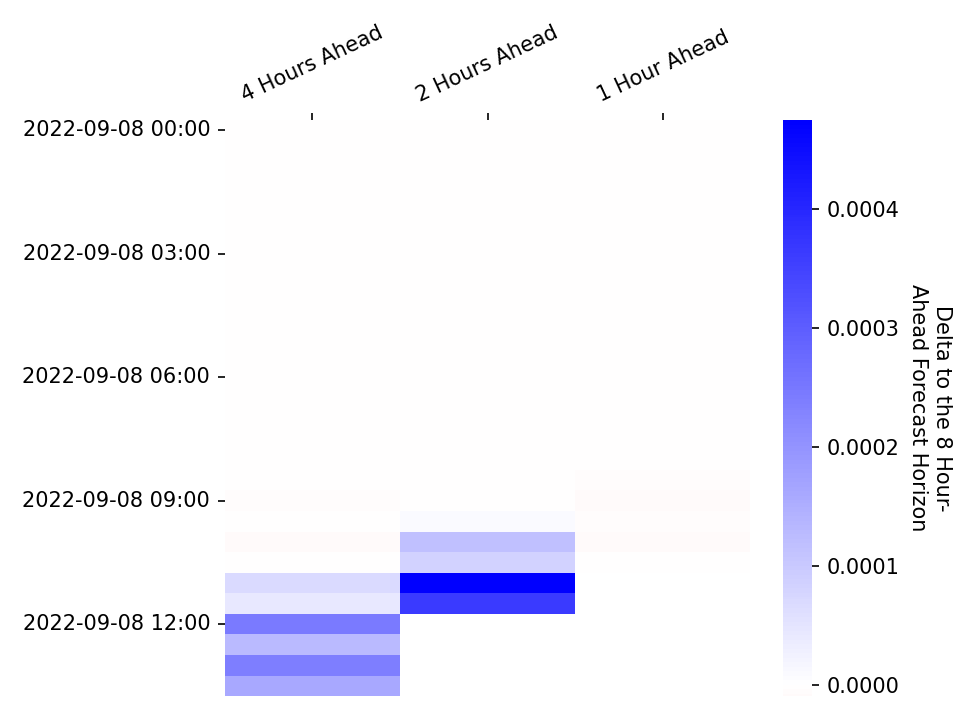 4 Hours Ahead
2 Hours Ahead
1 Hour Ahead
2022-09-08 00:00
2022-09-08 03:00
2022-09-08 06:00
2022-09-08 09:00
2022-09-08 12:00
0.0004
0.0003
0.0002
0.0001
0.0000
Delta to the 8 Hour-
Ahead Forecast Horizon